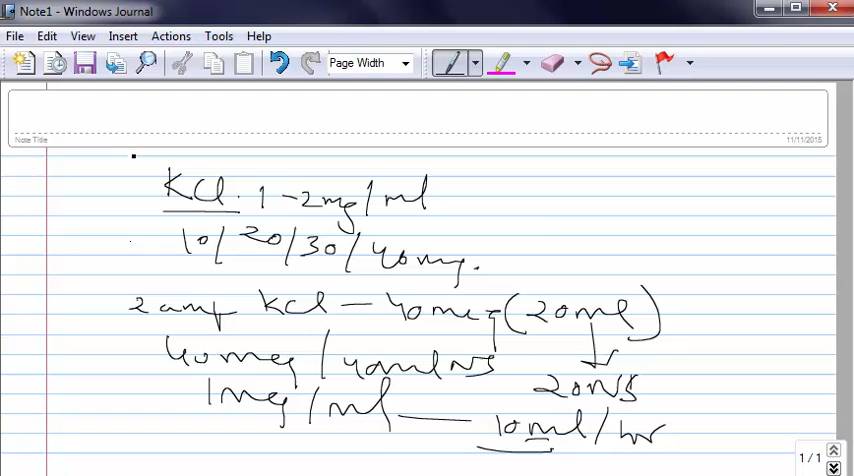 Note1 - Windows Journal
File Edit View Insert Actions Tools Help
Page Width
Note Title
11/11/2015
KCl. 1-2mg/ml
10/20/30/40mg.
2 amp KCl — 40meq (20ml)
40meq/40ml NS
20NS
1meq/ml — 10ml/hr
1/1